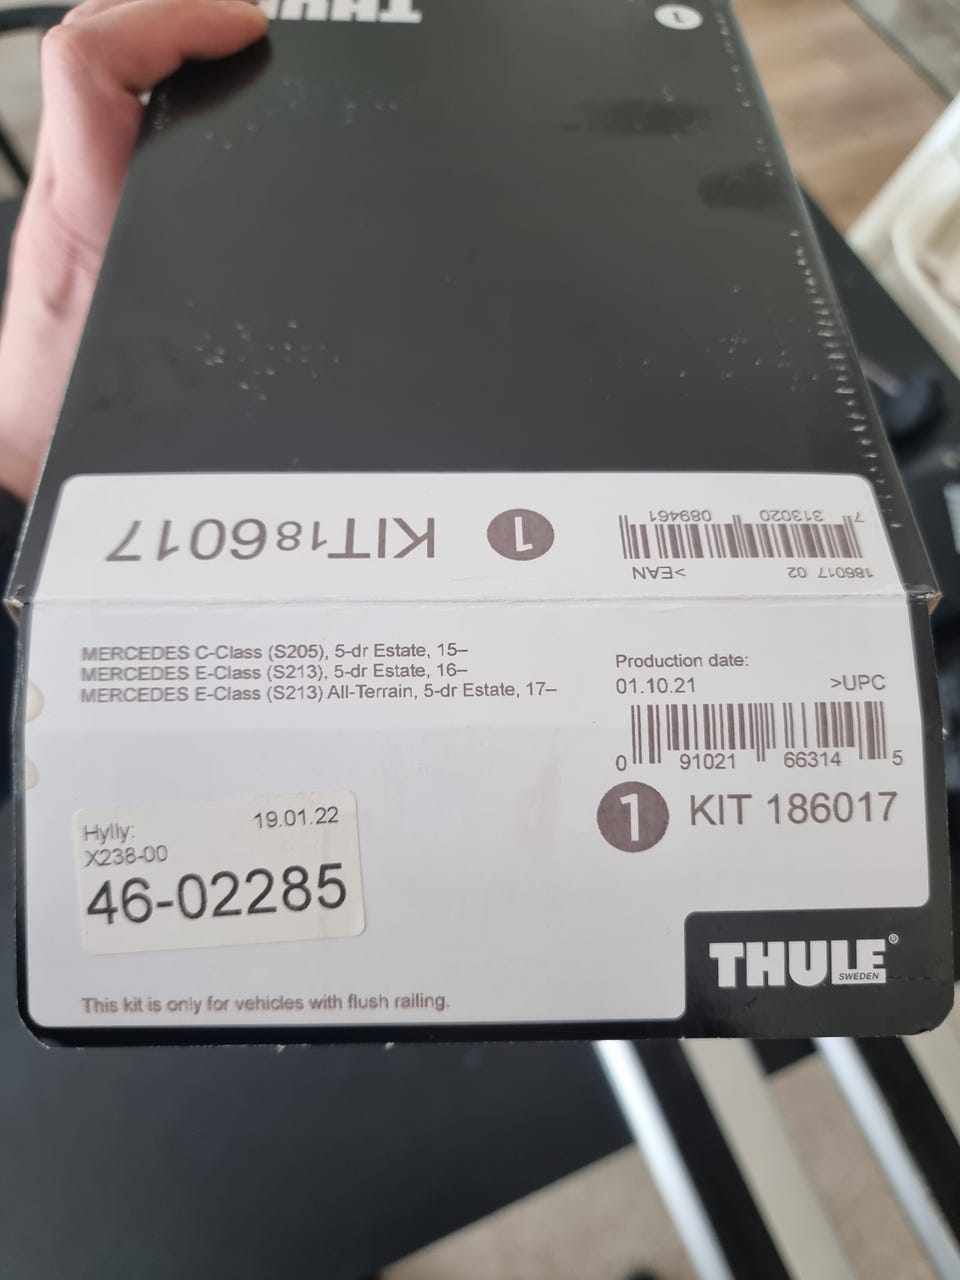 THULE
1
KIT186017
1
7 313020 089461
186017 02 >EAN
MERCEDES C-Class (S205), 5-dr Estate, 15–
MERCEDES E-Class (S213), 5-dr Estate, 16–
MERCEDES E-Class (S213) All-Terrain, 5-dr Estate, 17–
Production date:
01.10.21 >UPC
0 91021 66314 5
1 KIT 186017
Hylly: 19.01.22
X238-00
46-02285
THULE®
SWEDEN
This kit is only for vehicles with flush railing.